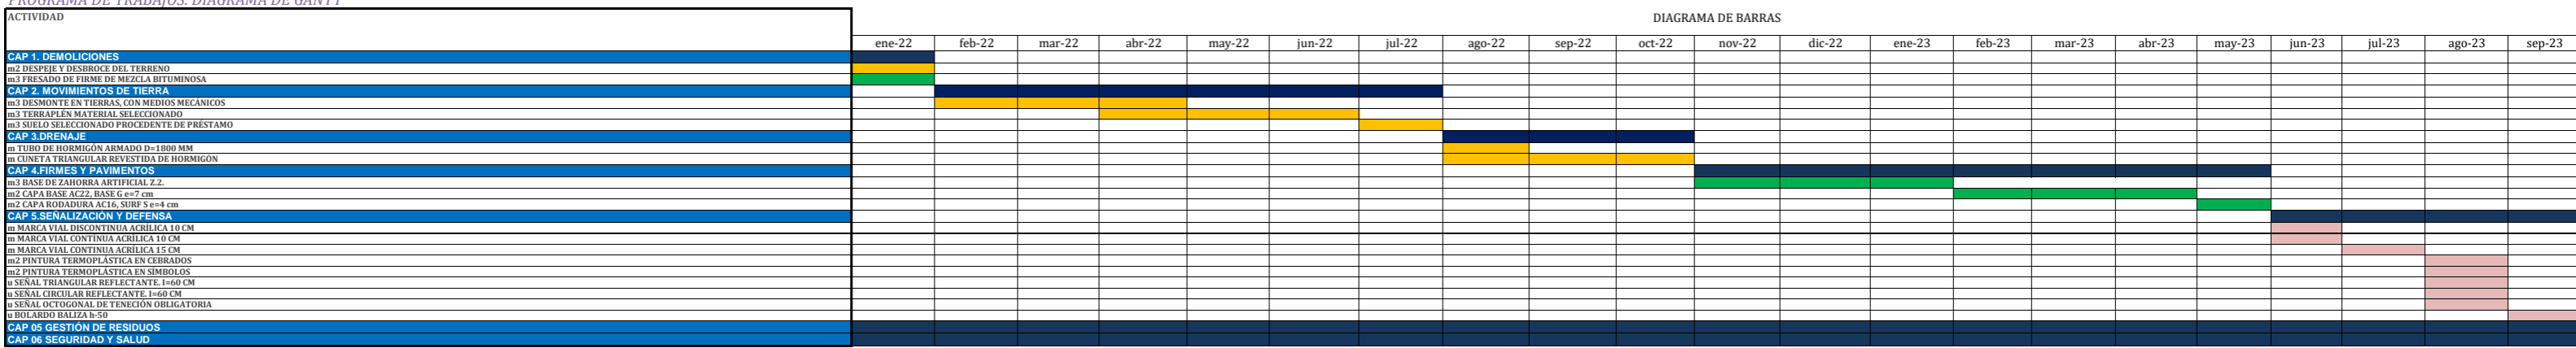 PROGRAMA DE TRABAJOS. DIAGRAMA DE GANTT
ACTIVIDAD
DIAGRAMA DE BARRAS
ene-22 feb-22 mar-22 abr-22 may-22 jun-22 jul-22 ago-22 sep-22 oct-22 nov-22 dic-22 ene-23 feb-23 mar-23 abr-23 may-23 jun-23 jul-23 ago-23 sep-23
CAP 1. DEMOLICIONES
m2 DESPEJE Y DESBROCE DEL TERRENO
m3 FRESADO DE FIRME DE MEZCLA BITUMINOSA
CAP 2. MOVIMIENTOS DE TIERRA
m3 DESMONTE EN TIERRAS, CON MEDIOS MECÁNICOS
m3 TERRAPLÉN MATERIAL SELECCIONADO
m3 SUELO SELECCIONADO PROCEDENTE DE PRÉSTAMO
CAP 3.DRENAJE
m TUBO DE HORMIGÓN ARMADO D=1800 MM
m CUNETA TRIANGULAR REVESTIDA DE HORMIGÓN
CAP 4.FIRMES Y PAVIMENTOS
m3 BASE DE ZAHORRA ARTIFICIAL Z.2.
m2 CAPA BASE AC22, BASE G e=7 cm
m2 CAPA RODADURA AC16, SURF S e=4 cm
CAP 5.SEÑALIZACIÓN Y DEFENSA
m MARCA VIAL DISCONTINUA ACRÍLICA 10 CM
m MARCA VIAL CONTÍNUA ACRÍLICA 10 CM
m MARCA VIAL CONTINUA ACRÍLICA 15 CM
m2 PINTURA TERMOPLÁSTICA EN CEBRADOS
m2 PINTURA TERMOPLÁSTICA EN SÍMBOLOS
u SEÑAL TRIANGULAR REFLECTANTE. I=60 CM
u SEÑAL CIRCULAR REFLECTANTE. I=60 CM
u SEÑAL OCTOGONAL DE TENECIÓN OBLIGATORIA
u BOLARDO BALIZA h-50
CAP 05 GESTIÓN DE RESIDUOS
CAP 06 SEGURIDAD Y SALUD